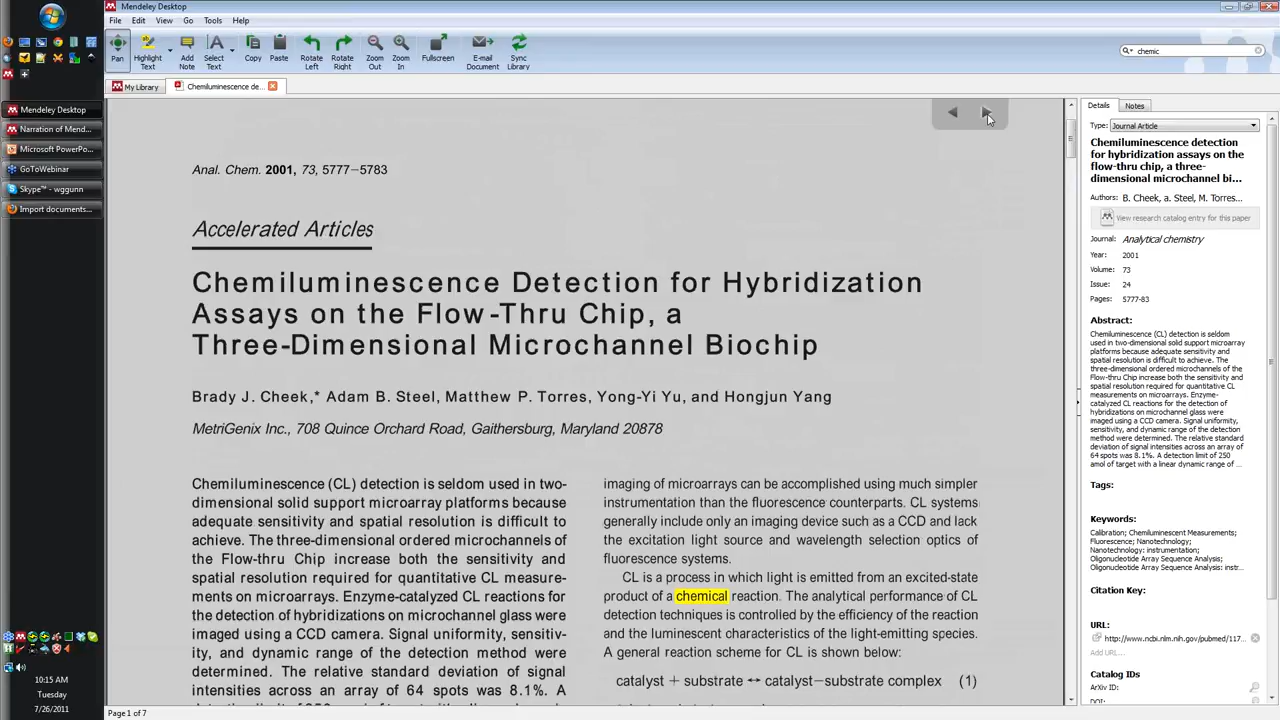 Mendeley Desktop
File Edit View Go Tools Help
Pan
Highlight Text
Add Note
Select Text
Copy
Paste
Rotate Left
Rotate Right
Zoom Out
Zoom In
Fullscreen
E-mail Document
Sync Library
chemic
My Library
Chemiluminescence de...
Mendeley Desktop
Narration of Mend...
Microsoft PowerPo...
GoToWebinar
Skype™ - wggunn
Import documents...
10:15 AM
Tuesday
7/26/2011
Anal. Chem. 2001, 73, 5777–5783
Accelerated Articles
Chemiluminescence Detection for Hybridization
Assays on the Flow-Thru Chip, a
Three-Dimensional Microchannel Biochip
Brady J. Cheek,* Adam B. Steel, Matthew P. Torres, Yong-Yi Yu, and Hongjun Yang
MetriGenix Inc., 708 Quince Orchard Road, Gaithersburg, Maryland 20878
Chemiluminescence (CL) detection is seldom used in two-
dimensional solid support microarray platforms because
adequate sensitivity and spatial resolution is difficult to
achieve. The three-dimensional ordered microchannels of
the Flow-thru Chip increase both the sensitivity and
spatial resolution required for quantitative CL measure-
ments on microarrays. Enzyme-catalyzed CL reactions for
the detection of hybridizations on microchannel glass were
imaged using a CCD camera. Signal uniformity, sensitiv-
ity, and dynamic range of the detection method were
determined. The relative standard deviation of signal
intensities across an array of 64 spots was 8.1%. A
imaging of microarrays can be accomplished using much simpler
instrumentation than the fluorescence counterparts. CL systems
generally include only an imaging device such as a CCD and lack
the excitation light source and wavelength selection optics of
fluorescence systems.
CL is a process in which light is emitted from an excited-state
product of a chemical reaction. The analytical performance of CL
detection techniques is controlled by the efficiency of the reaction
and the luminescent characteristics of the light-emitting species.
A general reaction scheme for CL is shown below:
catalyst + substrate ↔ catalyst–substrate complex (1)
Page 1 of 7
Details Notes
Type: Journal Article
Chemiluminescence detection
for hybridization assays on the
flow-thru chip, a three-
dimensional microchannel bi...
Authors: B. Cheek, a. Steel, M. Torres...
View research catalog entry for this paper
Journal: Analytical chemistry
Year: 2001
Volume: 73
Issue: 24
Pages: 5777-83
Abstract:
Chemiluminescence (CL) detection is seldom
used in two-dimensional solid support microarray
platforms because adequate sensitivity and
spatial resolution is difficult to achieve. The
three-dimensional ordered microchannels of the
Flow-thru Chip increase both the sensitivity and
spatial resolution required for quantitative CL
measurements on microarrays. Enzyme-
catalyzed CL reactions for the detection of
hybridizations on microchannel glass were
imaged using a CCD camera. Signal uniformity,
sensitivity, and dynamic range of the detection
method were determined. The relative standard
deviation of signal intensities across an array of
64 spots was 8.1%. A detection limit of 250
amol of target with a linear dynamic range of ...
Tags:
Keywords:
Calibration; Chemiluminescent Measurements;
Fluorescence; Nanotechnology;
Nanotechnology: instrumentation;
Oligonucleotide Array Sequence Analysis;
Oligonucleotide Array Sequence Analysis: instr...
Citation Key:
URL:
http://www.ncbi.nlm.nih.gov/pubmed/117...
Add URL...
Catalog IDs
ArXiv ID:
DOI: